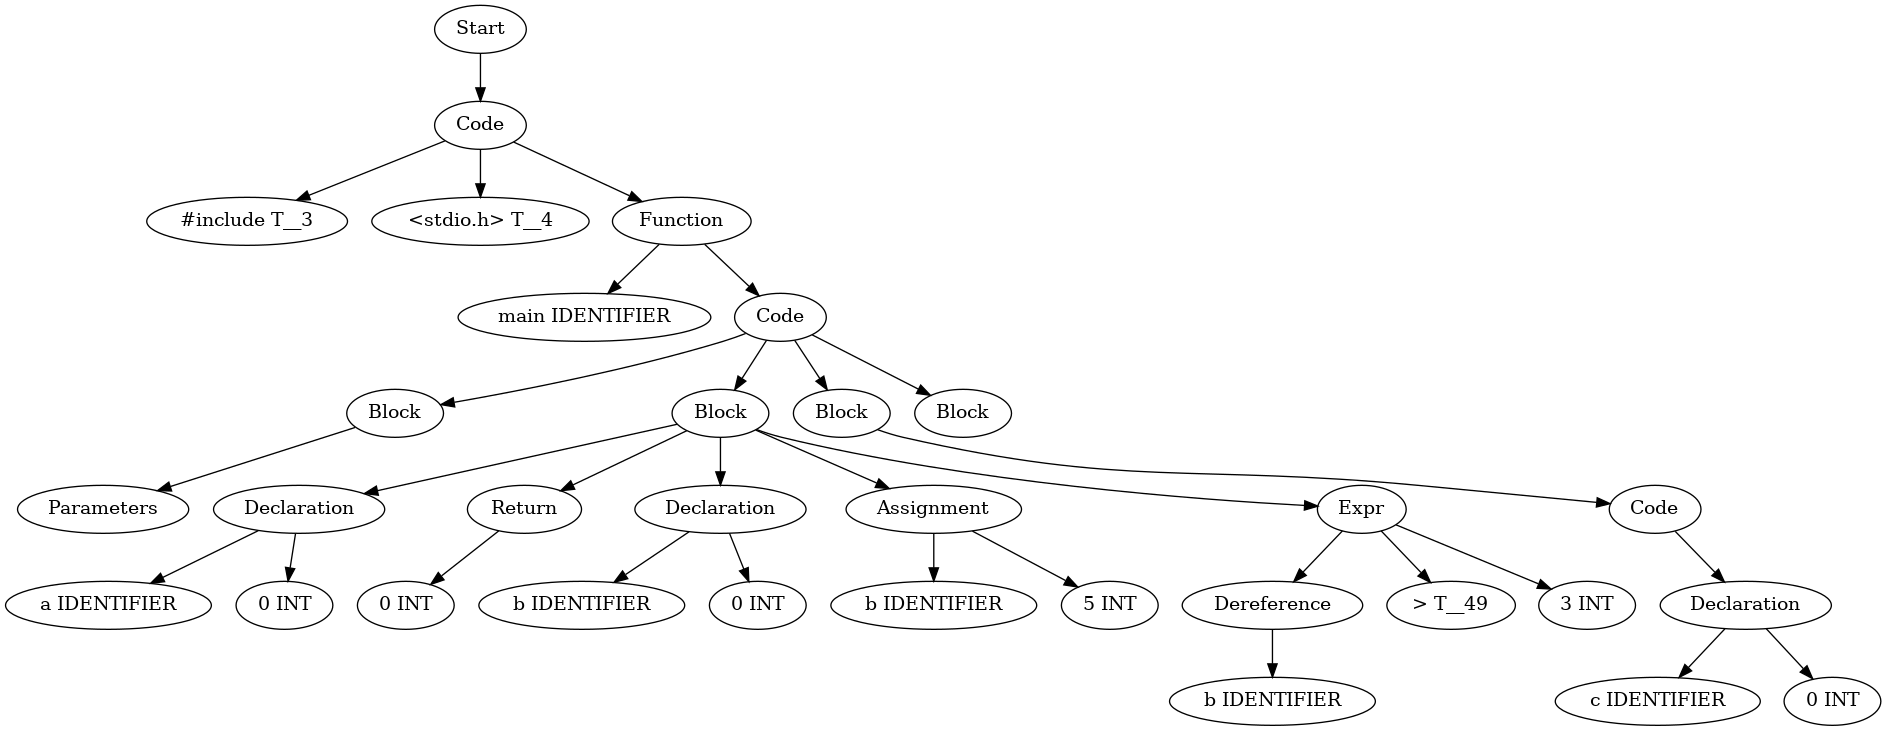 Start
Code
#include T__3
<stdio.h> T__4
Function
main IDENTIFIER
Code
Block
Block
Block
Block
Parameters
Declaration
Return
Declaration
Assignment
Expr
Code
a IDENTIFIER
0 INT
0 INT
b IDENTIFIER
0 INT
b IDENTIFIER
5 INT
Dereference
> T__49
3 INT
Declaration
b IDENTIFIER
c IDENTIFIER
0 INT